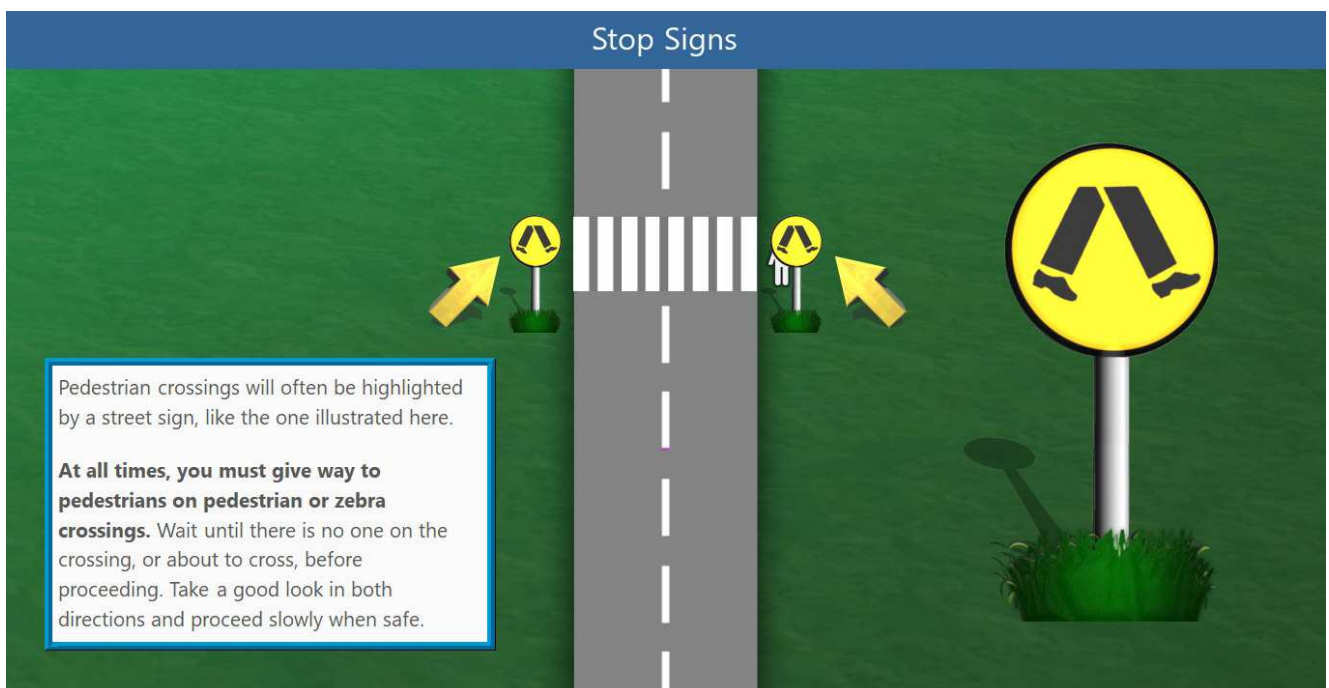 Stop Signs
Pedestrian crossings will often be highlighted
by a street sign, like the one illustrated here.
At all times, you must give way to
pedestrians on pedestrian or zebra
crossings. Wait until there is no one on the
crossing, or about to cross, before
proceeding. Take a good look in both
directions and proceed slowly when safe.